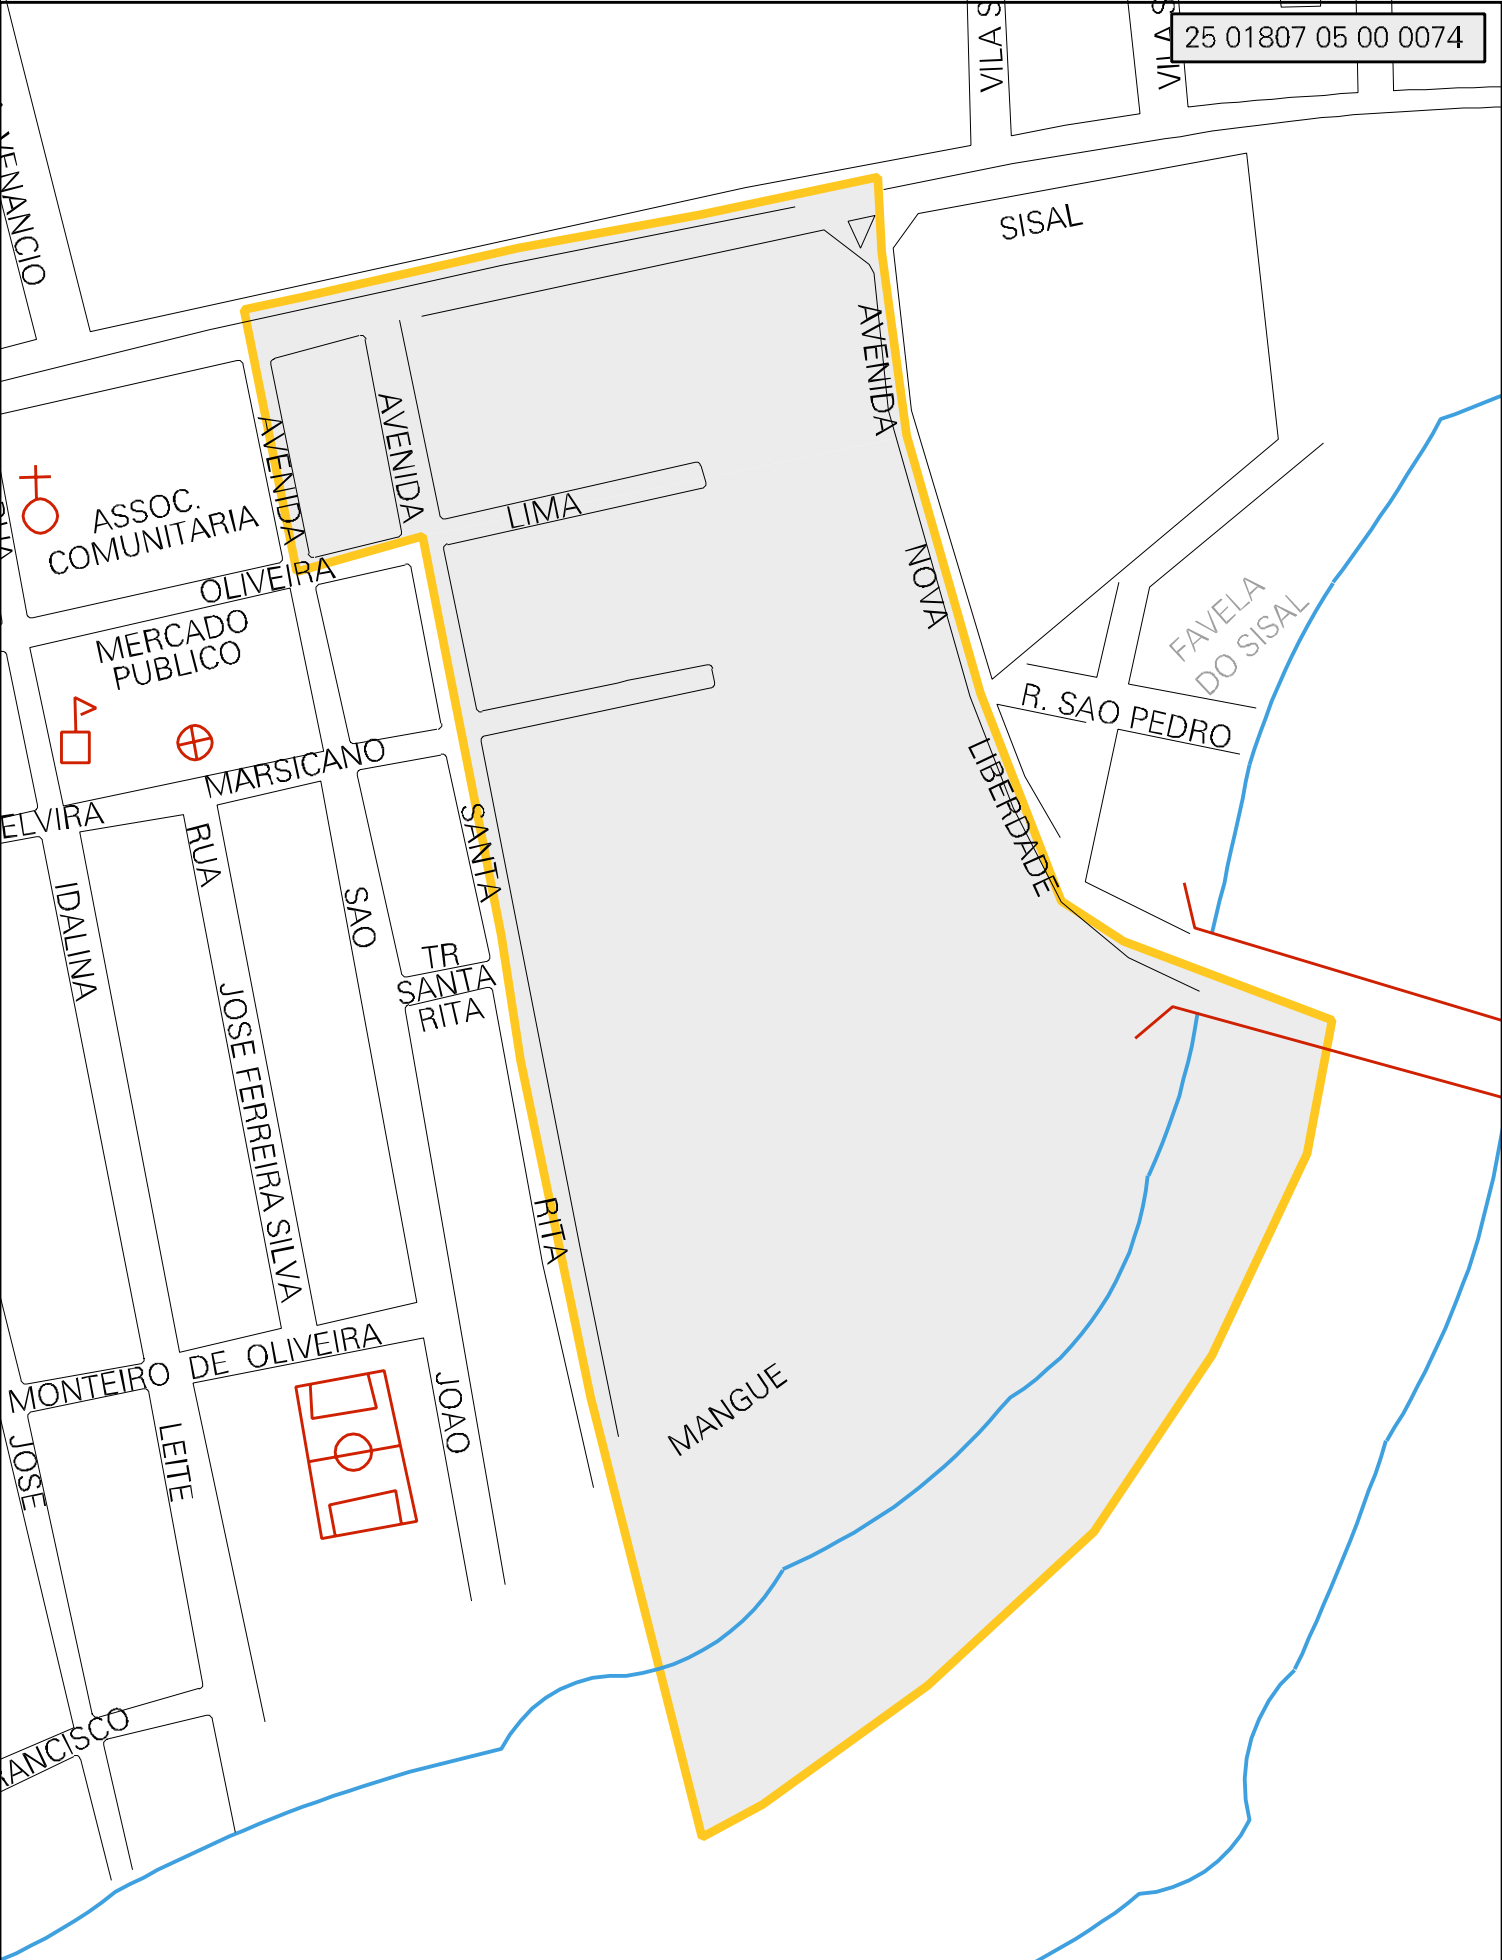 VILA S
VILA S
25 01807 05 00 0074
VENANCIO
SISAL
AVENIDA
NOVA
LIBERDADE
AVENIDA
AVENIDA
LIMA
ASSOC.
COMUNITARIA
OLIVEIRA
MERCADO
PUBLICO
FAVELA
DO SISAL
R. SAO PEDRO
MARSICANO
ELVIRA
RUA
JOSE FERREIRA SILVA
SANTA
RITA
SAO
JOAO
IDALINA
LEITE
TR
SANTA
RITA
MONTEIRO DE OLIVEIRA
MANGUE
JOSE
RANCISCO